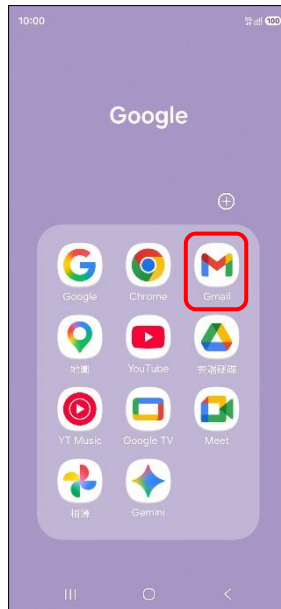 10:00
5G 100
Google
Google Chrome Gmail
地圖 YouTube 雲端硬碟
YT Music Google TV Meet
相簿 Gemini